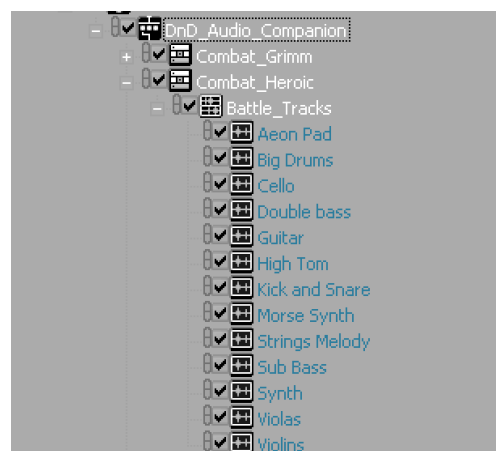 DnD_Audio_Companion
Combat_Grimm
Combat_Heroic
Battle_Tracks
Aeon Pad
Big Drums
Cello
Double bass
Guitar
High Tom
Kick and Snare
Morse Synth
Strings Melody
Sub Bass
Synth
Violas
Violins